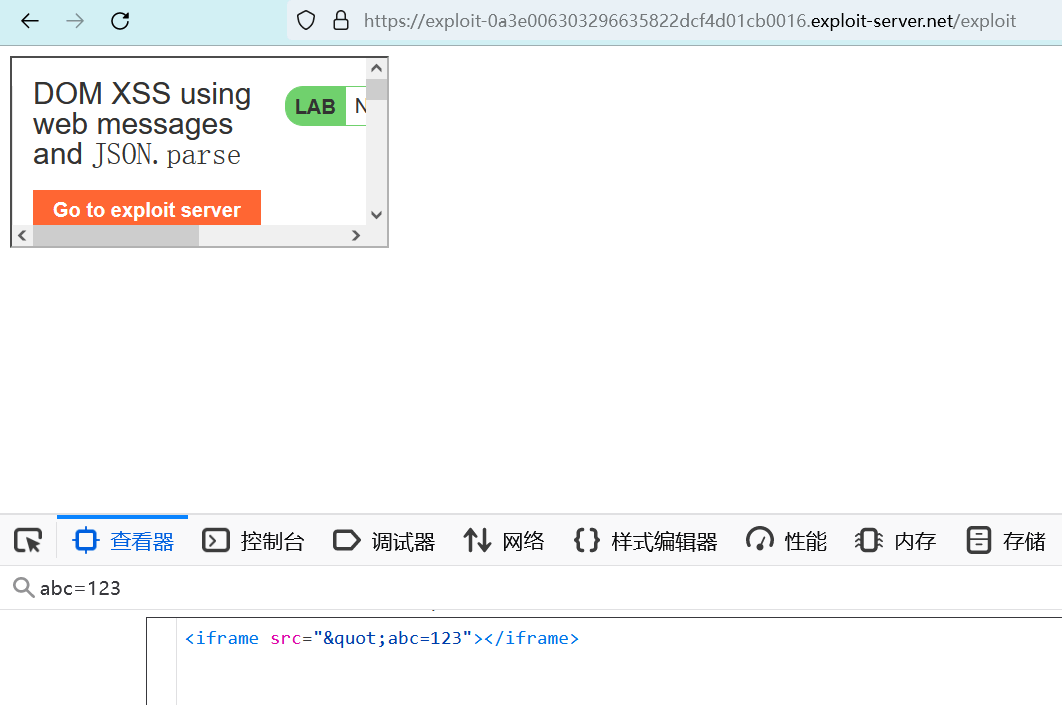 https://exploit-0a3e006303296635822dcf4d01cb0016.exploit-server.net/exploit
DOM XSS using
web messages
and JSON.parse
LAB N
Go to exploit server
查看器 控制台 调试器 网络 样式编辑器 性能 内存 存储
abc=123
<iframe src="&quot;abc=123"></iframe>